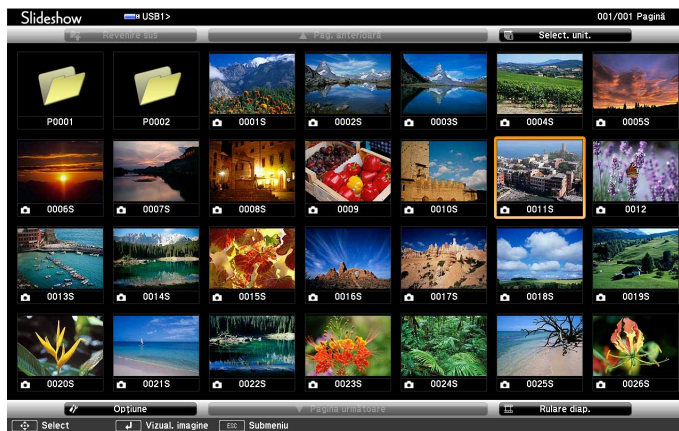 Slideshow USB1> 001/001 Pagină
Revenire sus Pag. anterioară Select. unit.
P0001 P0002 0001S 0002S 0003S 0004S 0005S
0006S 0007S 0008S 0009 0010S 0011S 0012
0013S 0014S 0015S 0016S 0017S 0018S 0019S
0020S 0021S 0022S 0023S 0024S 0025S 0026S
Opţiune Pagina următoare Rulare diap.
Select Vizual. imagine ESC Submeniu